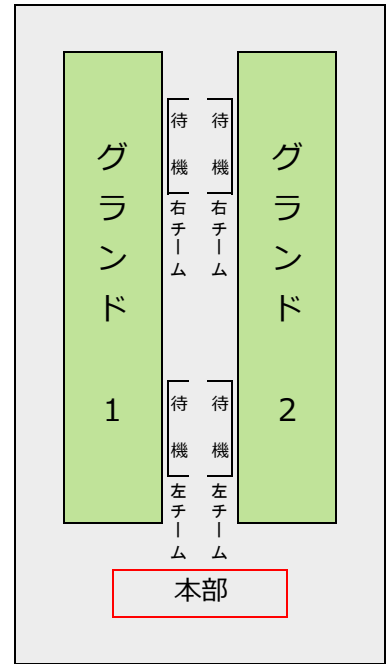 グランド 1
待機
右チーム
待機
右チーム
グランド 2
待機
左チーム
待機
左チーム
本部